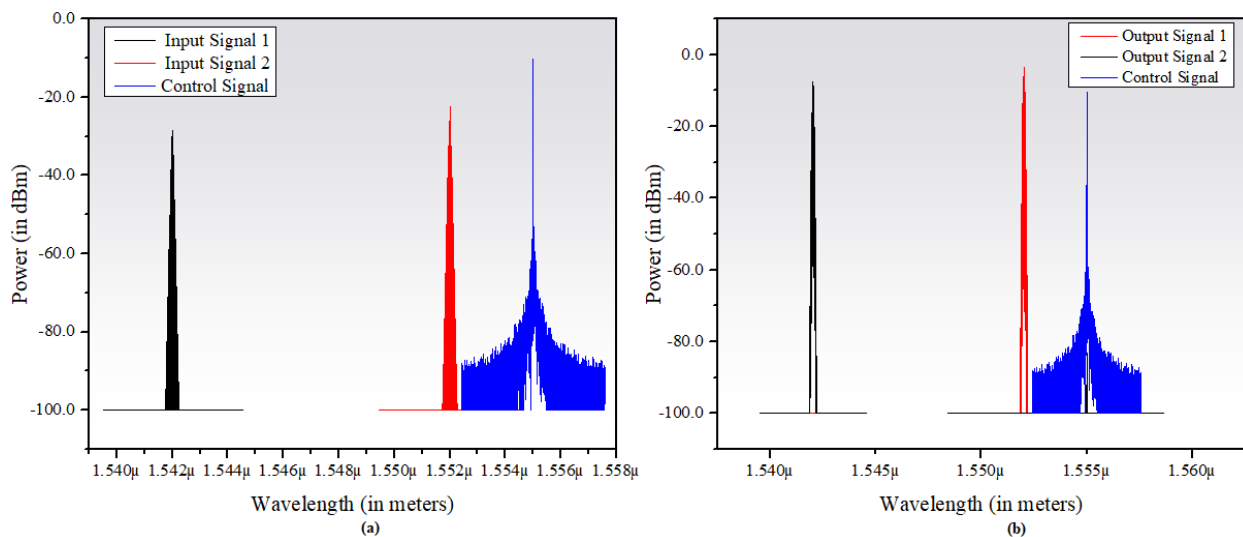 Input Signal 1
Input Signal 2
Control Signal
0.0
-20.0
-40.0
-60.0
-80.0
-100.0
Power (in dBm)
1.540μ 1.542μ 1.544μ 1.546μ 1.548μ 1.550μ 1.552μ 1.554μ 1.556μ 1.558μ
Wavelength (in meters)
(a)
Output Signal 1
Output Signal 2
Control Signal
0.0
-20.0
-40.0
-60.0
-80.0
-100.0
Power (in dBm)
1.540μ 1.545μ 1.550μ 1.555μ 1.560μ
Wavelength (in meters)
(b)